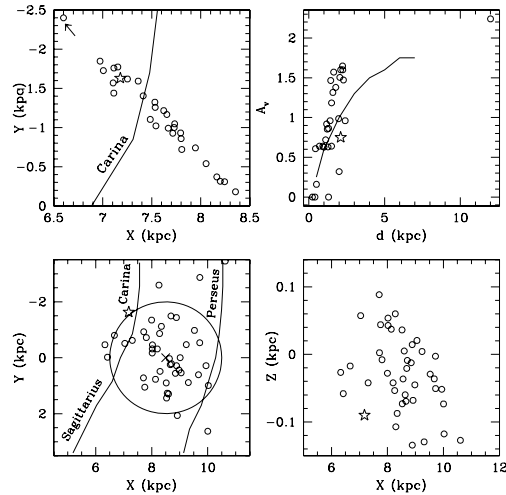 -2.5
-2
-1.5
-1
-0.5
0
Y (kpc)
Carina
6.5
7
7.5
8
8.5
X (kpc)
2
1.5
1
0.5
0
Av
0
5
10
d (kpc)
-2
0
2
Y (kpc)
Sagittarius
Carina
Perseus
6
8
10
X (kpc)
0.1
0
-0.1
Z (kpc)
6
8
10
12
X (kpc)